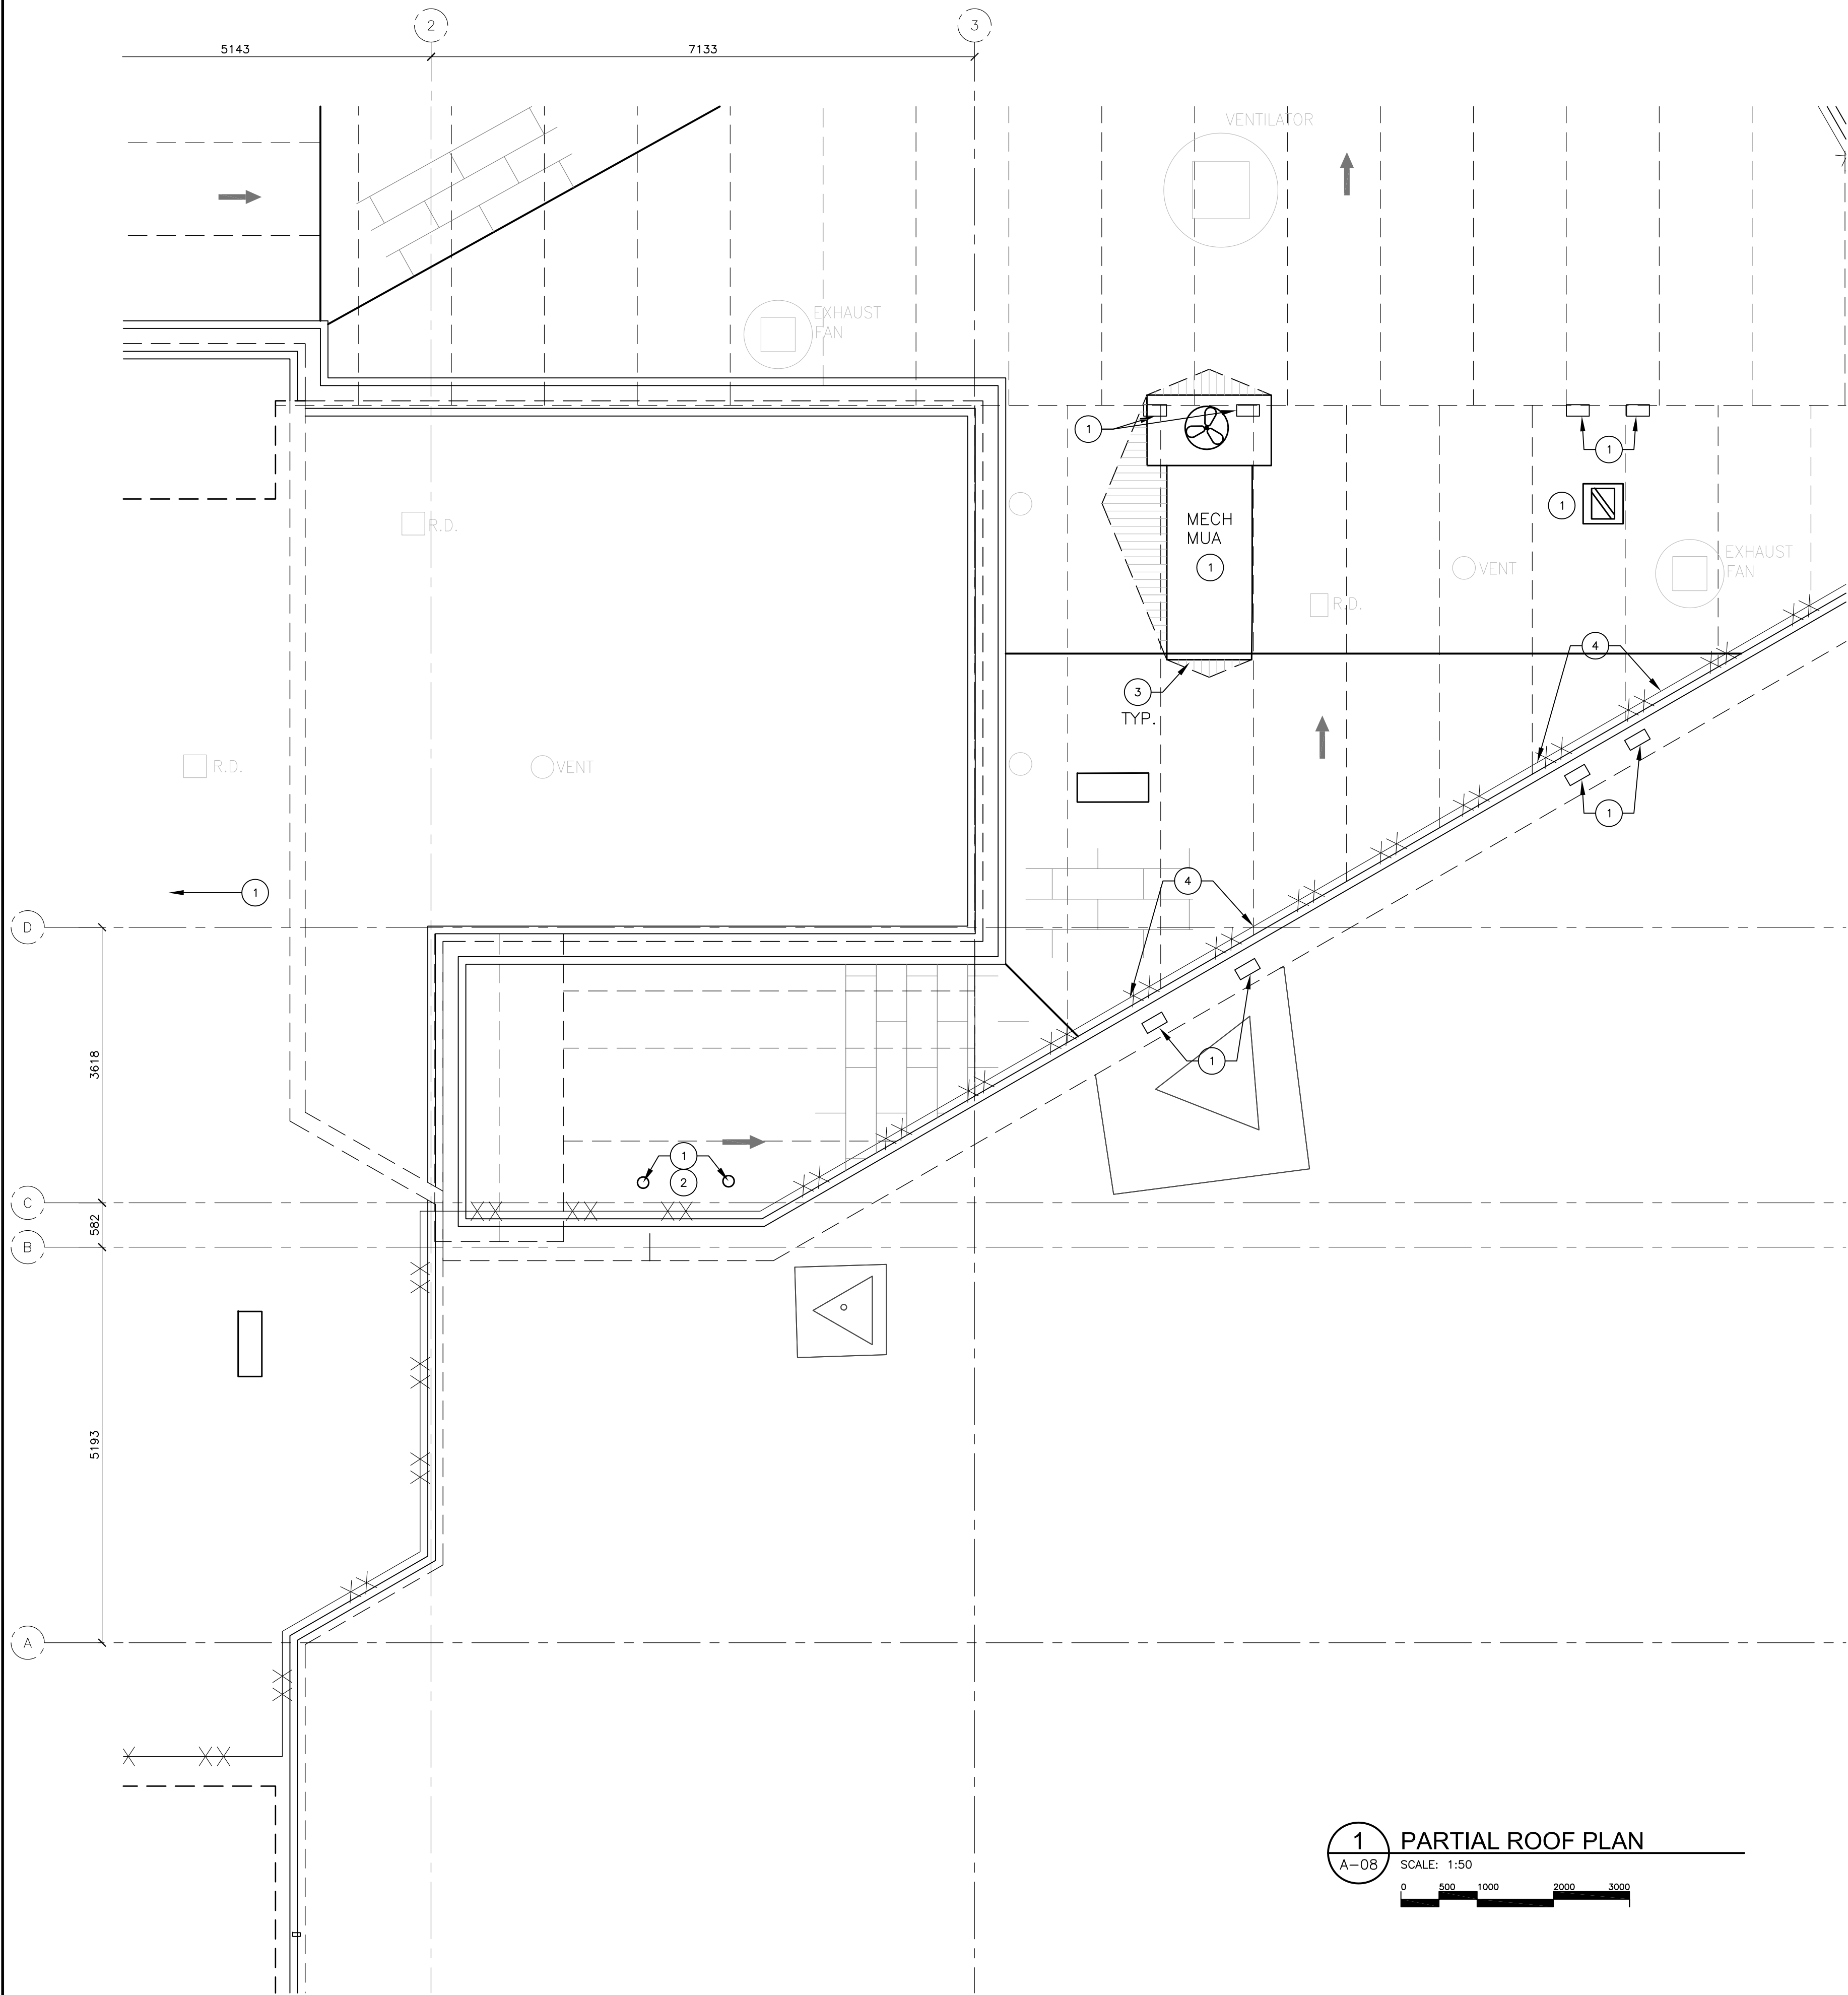 2
3
5143
7133
VENTILATOR
EXHAUST
FAN
1
1
MECH
MUA
1
1
R.D.
VENT
EXHAUST
FAN
R.D.
4
3
TYP.
R.D.
VENT
1
4
1
D
3618
1
1
2
C
582
B
5193
A
1
A-08
PARTIAL ROOF PLAN
SCALE: 1:50
0 500 1000 2000 3000